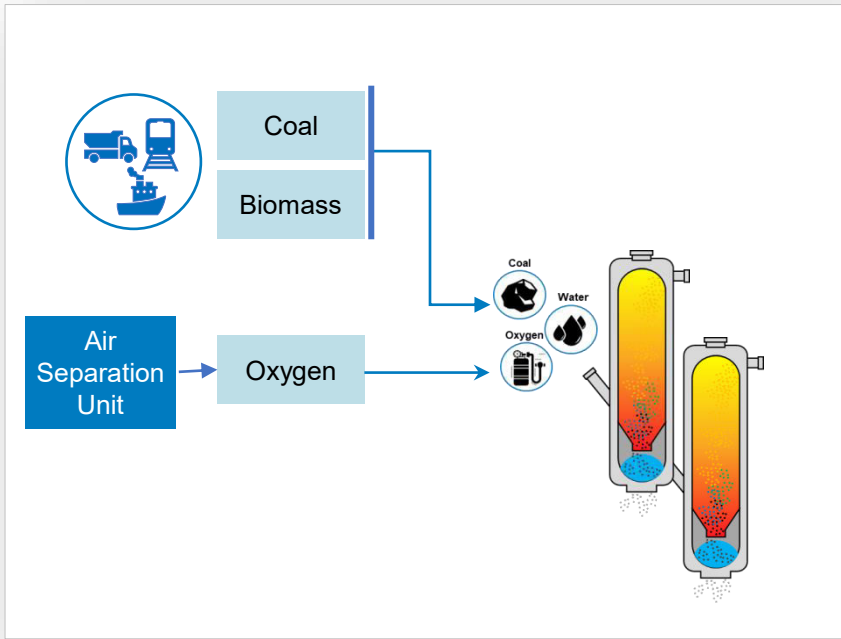 Coal
Biomass
Coal
Water
Oxygen
Air
Separation
Unit
Oxygen